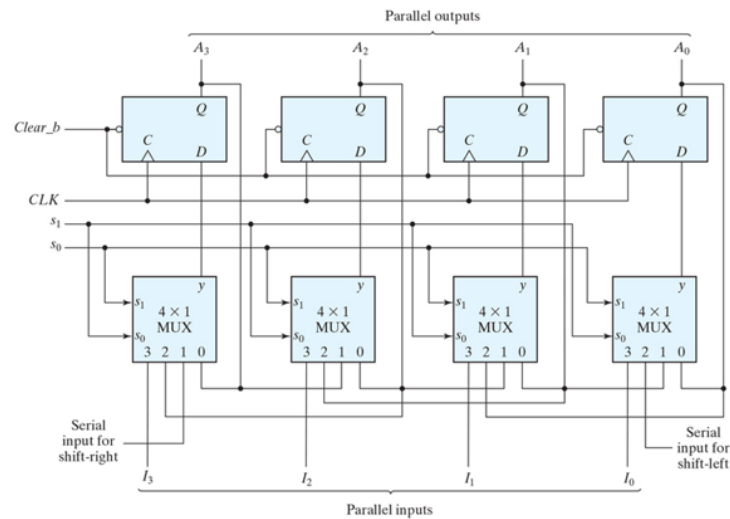 Parallel outputs
A3 A2 A1 A0
Q Q Q Q
Clear_b
C C C C
D D D D
CLK
s1
s0
y y y y
s1 s1 s1 s1
4 × 1 4 × 1 4 × 1 4 × 1
MUX MUX MUX MUX
s0 s0 s0 s0
3 2 1 0 3 2 1 0 3 2 1 0 3 2 1 0
Serial
input for
shift-right
Serial
input for
shift-left
I3 I2 I1 I0
Parallel inputs